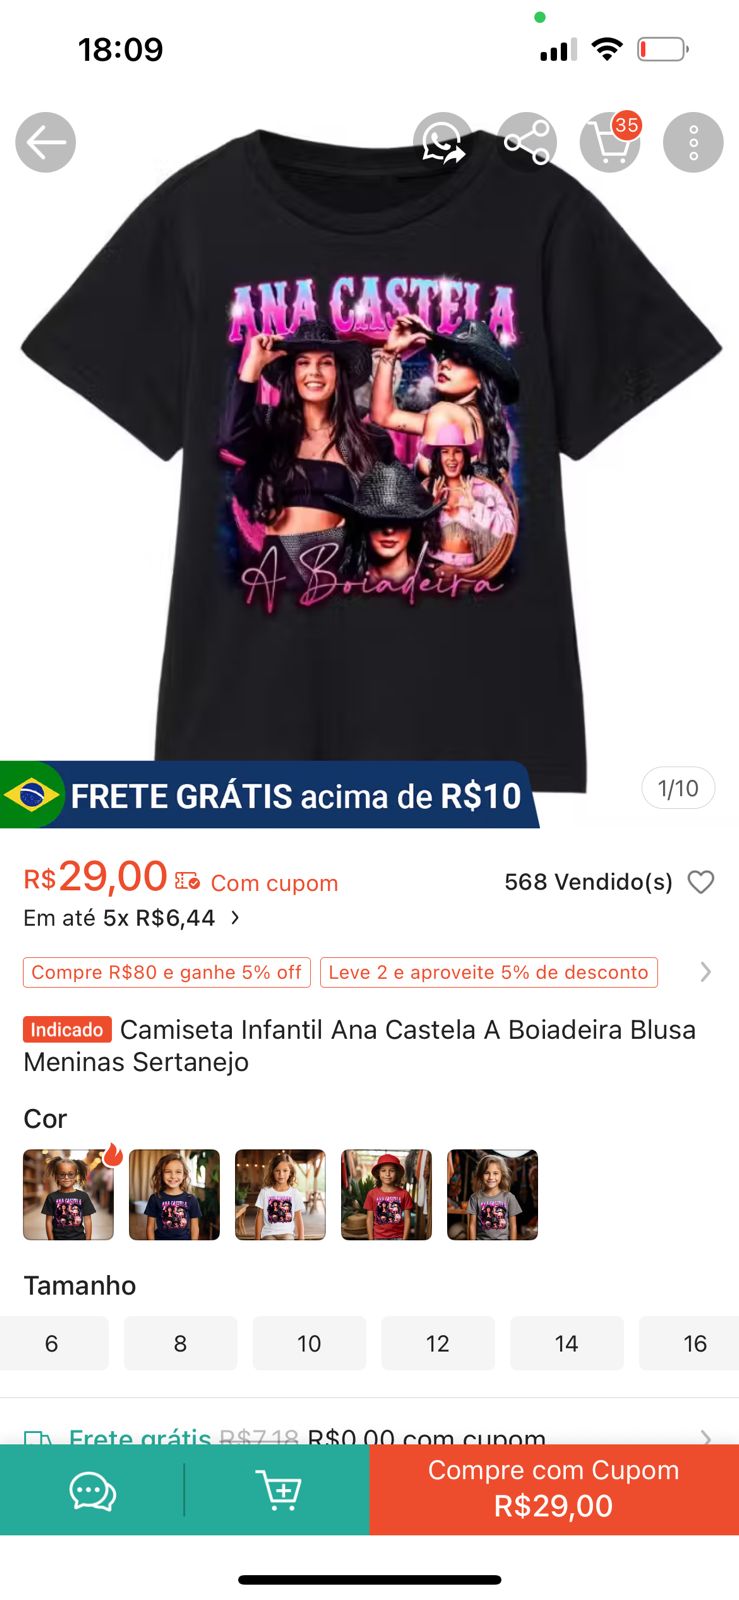 18:09
35
ANA CASTELA
A Boiadeira
FRETE GRÁTIS acima de R$10
1/10
R$29,00 Com cupom
568 Vendido(s)
Em até 5x R$6,44 >
Compre R$80 e ganhe 5% off
Leve 2 e aproveite 5% de desconto
Indicado Camiseta Infantil Ana Castela A Boiadeira Blusa
Meninas Sertanejo
Cor
Tamanho
6 8 10 12 14 16
Frete grátis R$7,18 R$0,00 com cupom
Compre com Cupom
R$29,00